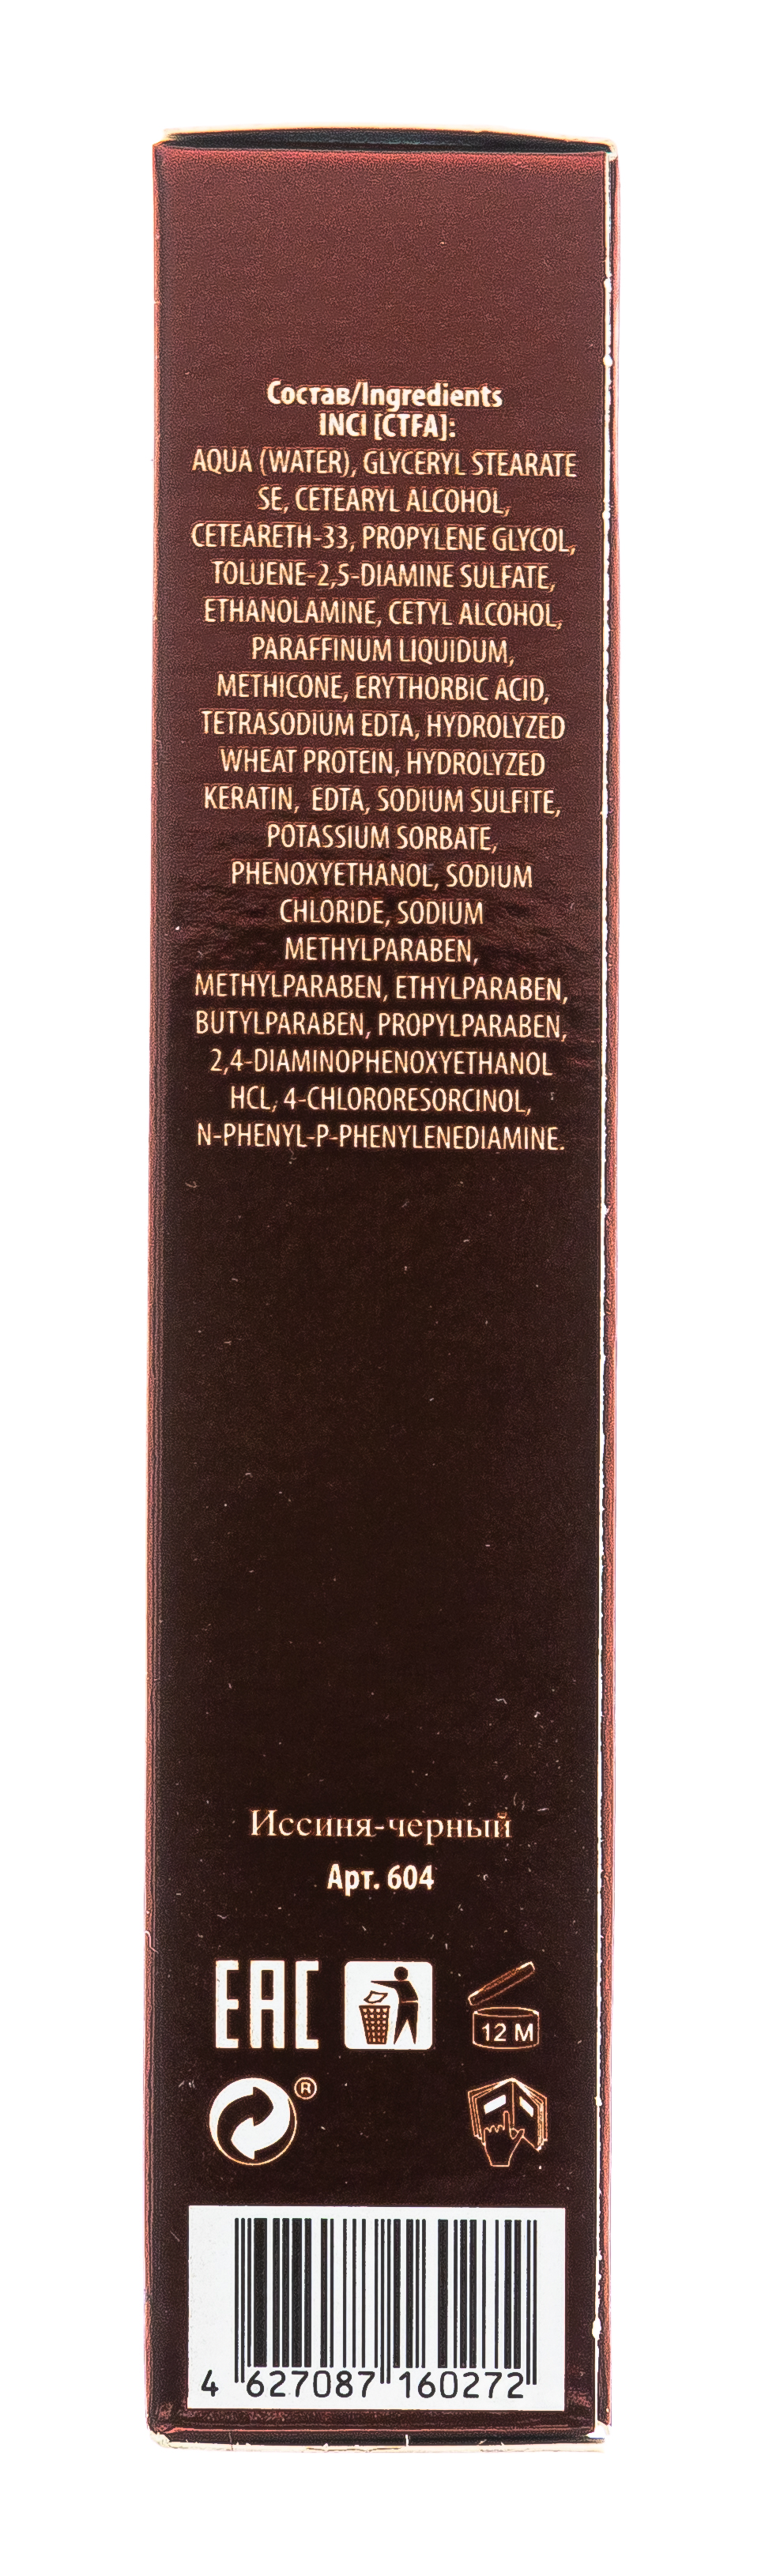 Состав/Ingredients
INCI [CTFA]:
AQUA (WATER), GLYCERYL STEARATE
SE, CETEARYL ALCOHOL,
CETEARETH-33, PROPYLENE GLYCOL,
TOLUENE-2,5-DIAMINE SULFATE,
ETHANOLAMINE, CETYL ALCOHOL,
PARAFFINUM LIQUIDUM,
METHICONE, ERYTHORBIC ACID,
TETRASODIUM EDTA, HYDROLYZED
WHEAT PROTEIN, HYDROLYZED
KERATIN, EDTA, SODIUM SULFITE,
POTASSIUM SORBATE,
PHENOXYETHANOL, SODIUM
CHLORIDE, SODIUM
METHYLPARABEN,
METHYLPARABEN, ETHYLPARABEN,
BUTYLPARABEN, PROPYLPARABEN,
2,4-DIAMINOPHENOXYETHANOL
HCL, 4-CHLORORESORCINOL,
N-PHENYL-P-PHENYLENEDIAMINE.
Иссиня-черный
Арт. 604
EAC
12 M
®
4 627087 160272